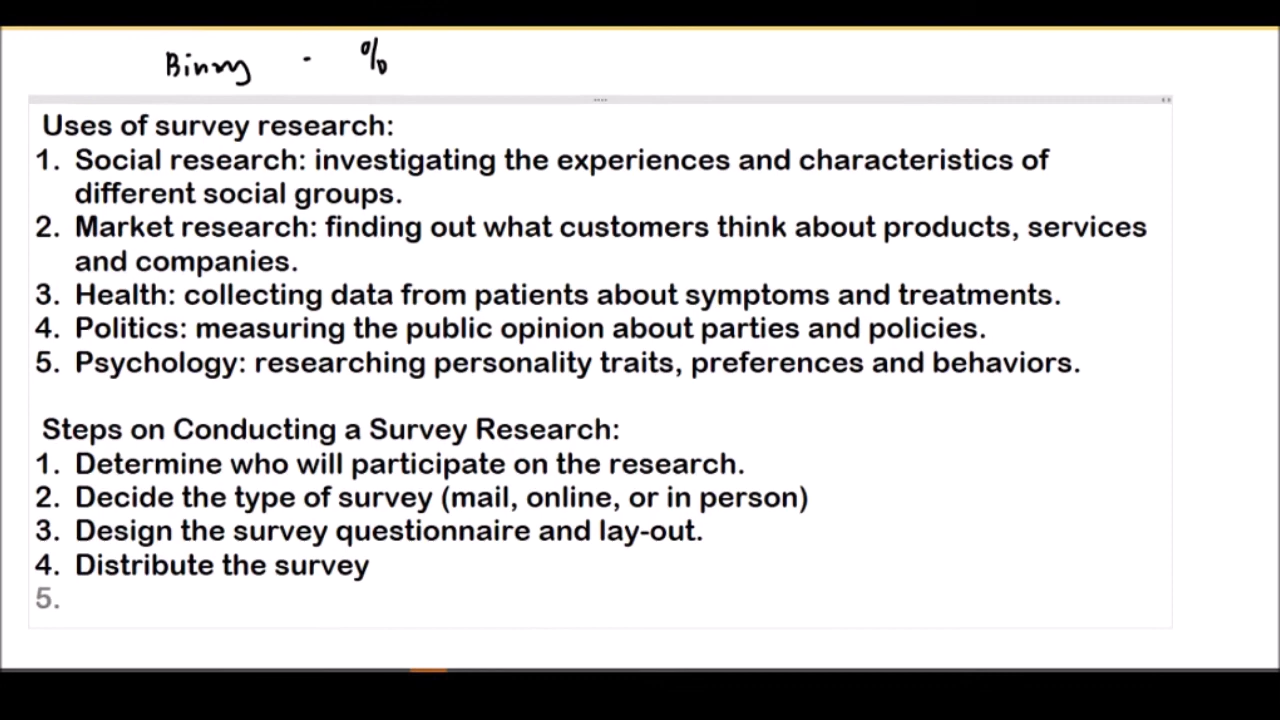 Binary - %
Uses of survey research:
1. Social research: investigating the experiences and characteristics of
different social groups.
2. Market research: finding out what customers think about products, services
and companies.
3. Health: collecting data from patients about symptoms and treatments.
4. Politics: measuring the public opinion about parties and policies.
5. Psychology: researching personality traits, preferences and behaviors.
Steps on Conducting a Survey Research:
1. Determine who will participate on the research.
2. Decide the type of survey (mail, online, or in person)
3. Design the survey questionnaire and lay-out.
4. Distribute the survey
5.